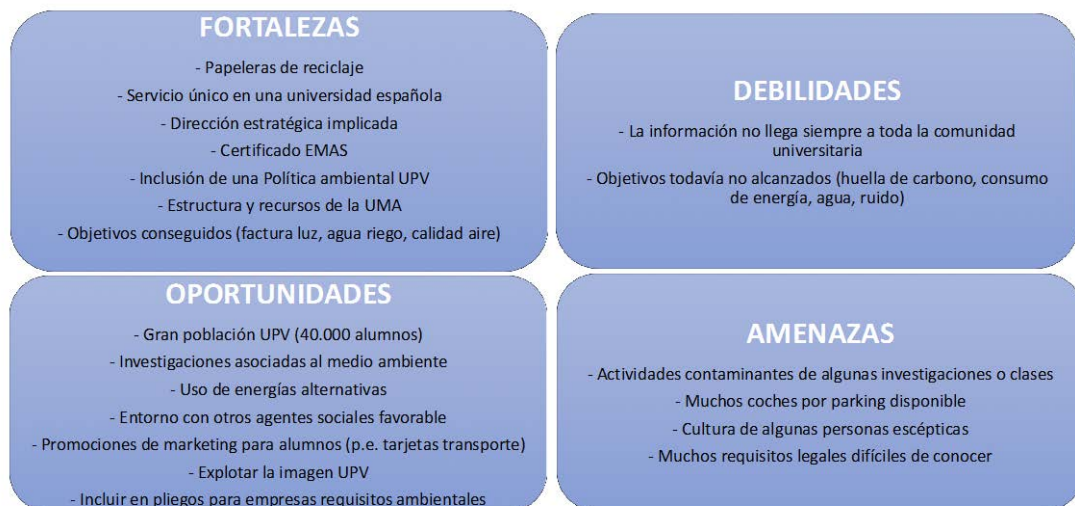 FORTALEZAS
- Papeleras de reciclaje
- Servicio único en una universidad española
- Dirección estratégica implicada
- Certificado EMAS
- Inclusión de una Política ambiental UPV
- Estructura y recursos de la UMA
- Objetivos conseguidos (factura luz, agua riego, calidad aire)
DEBILIDADES
- La información no llega siempre a toda la comunidad
universitaria
- Objetivos todavía no alcanzados (huella de carbono, consumo
de energía, agua, ruido)
OPORTUNIDADES
- Gran población UPV (40.000 alumnos)
- Investigaciones asociadas al medio ambiente
- Uso de energías alternativas
- Entorno con otros agentes sociales favorable
- Promociones de marketing para alumnos (p.e. tarjetas transporte)
- Explotar la imagen UPV
- Incluir en pliegos para empresas requisitos ambientales
AMENAZAS
- Actividades contaminantes de algunas investigaciones o clases
- Muchos coches por parking disponible
- Cultura de algunas personas escépticas
- Muchos requisitos legales difíciles de conocer